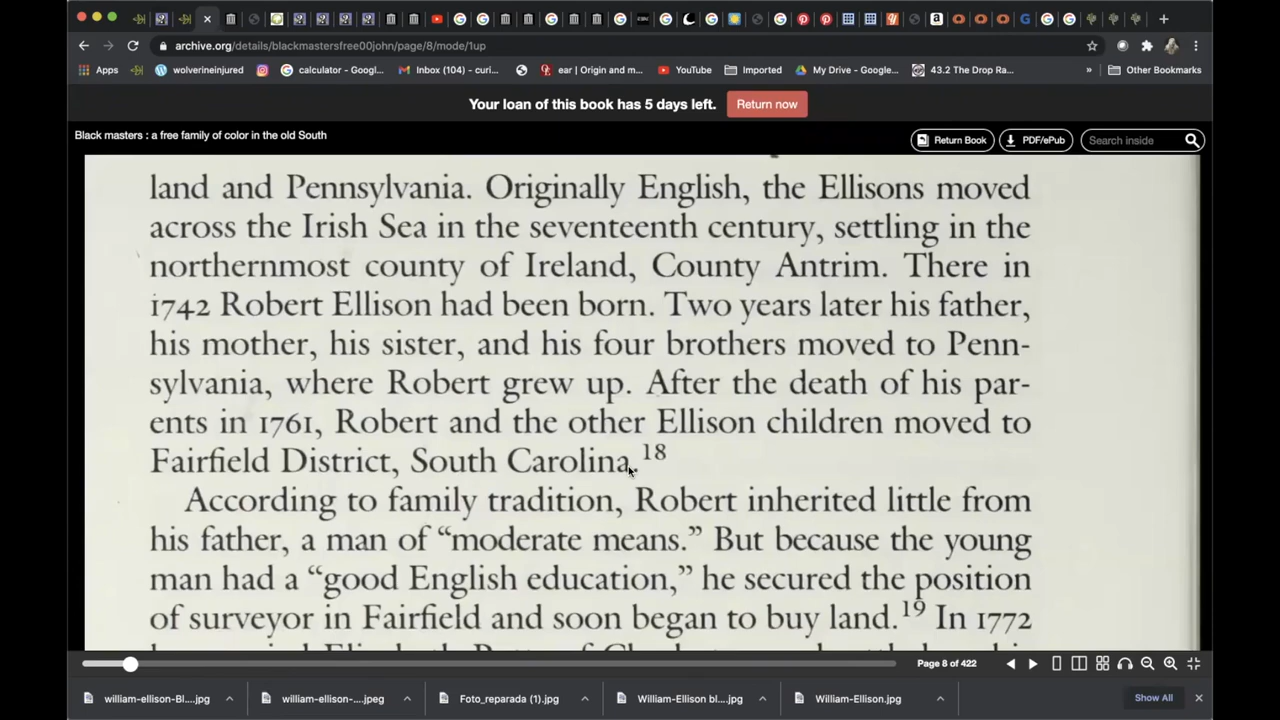 archive.org/details/blackmastersfree00john/page/8/mode/1up
Apps
wolverineinjured
calculator - Googl...
Inbox (104) - curi...
ear | Origin and m...
YouTube
Imported
My Drive - Google...
43.2 The Drop Ra...
»
Other Bookmarks
Your loan of this book has 5 days left.
Return now
Black masters : a free family of color in the old South
Return Book
PDF/ePub
Search inside
land and Pennsylvania. Originally English, the Ellisons moved
across the Irish Sea in the seventeenth century, settling in the
northernmost county of Ireland, County Antrim. There in
1742 Robert Ellison had been born. Two years later his father,
his mother, his sister, and his four brothers moved to Penn-
sylvania, where Robert grew up. After the death of his par-
ents in 1761, Robert and the other Ellison children moved to
Fairfield District, South Carolina.18
According to family tradition, Robert inherited little from
his father, a man of “moderate means.” But because the young
man had a “good English education,” he secured the position
of surveyor in Fairfield and soon began to buy land.19 In 1772
Page 8 of 422
william-ellison-Bl....jpg
william-ellison-....jpeg
Foto_reparada (1).jpg
William-Ellison bl....jpg
William-Ellison.jpg
Show All